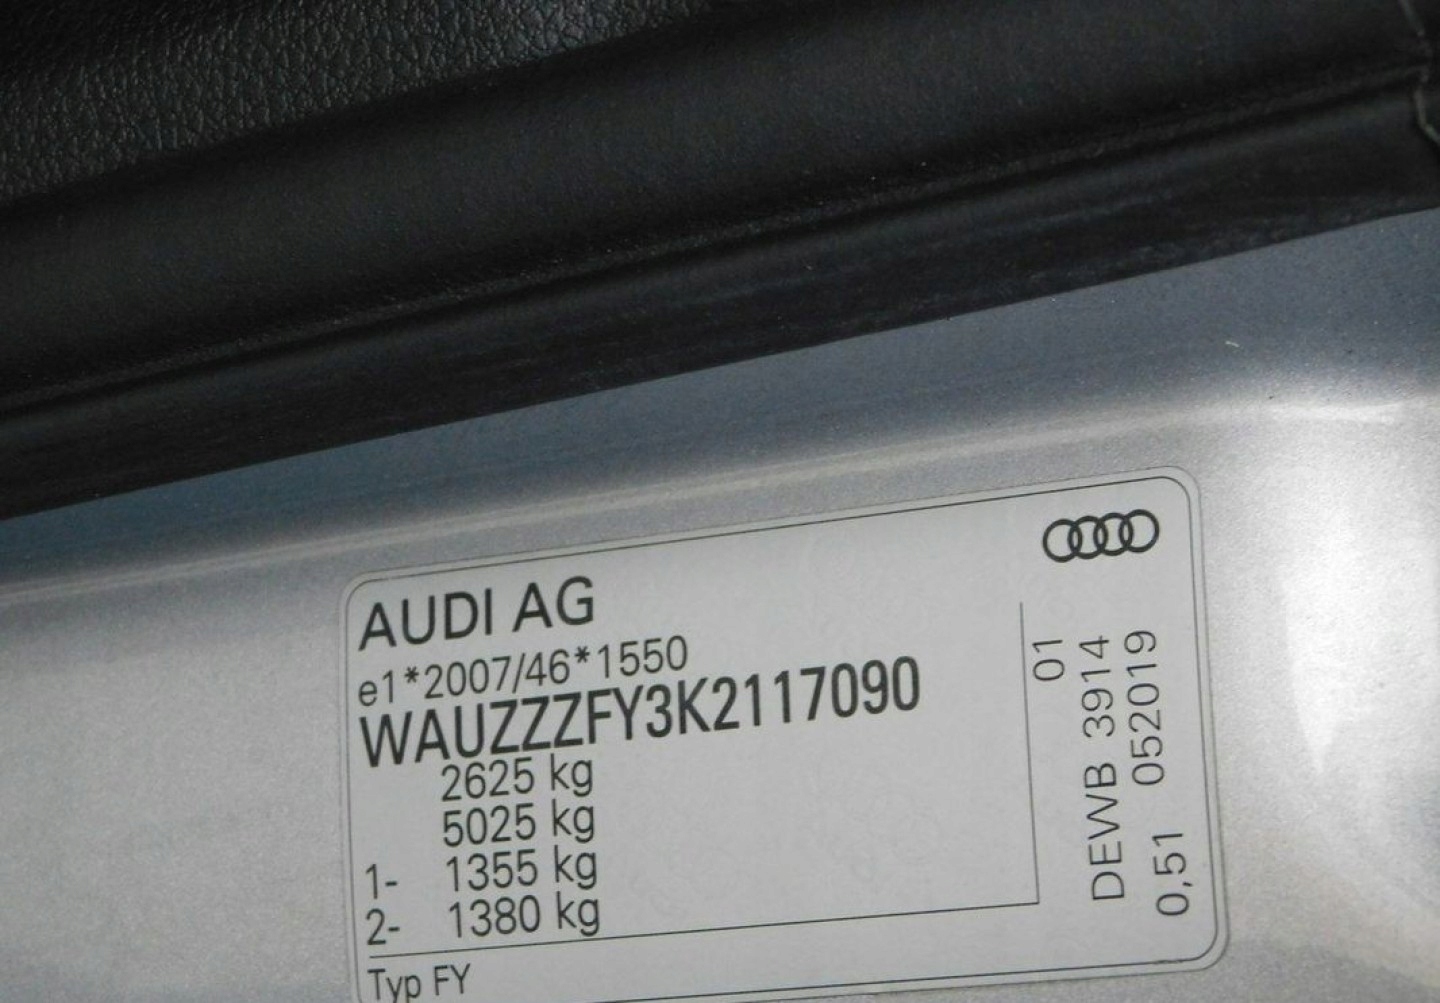 AUDI AG
e1*2007/46*1550
WAUZZZFY3K2117090
2625 kg
5025 kg
1- 1355 kg
2- 1380 kg
Typ FY
01
DEWB 3914
052019
0,51